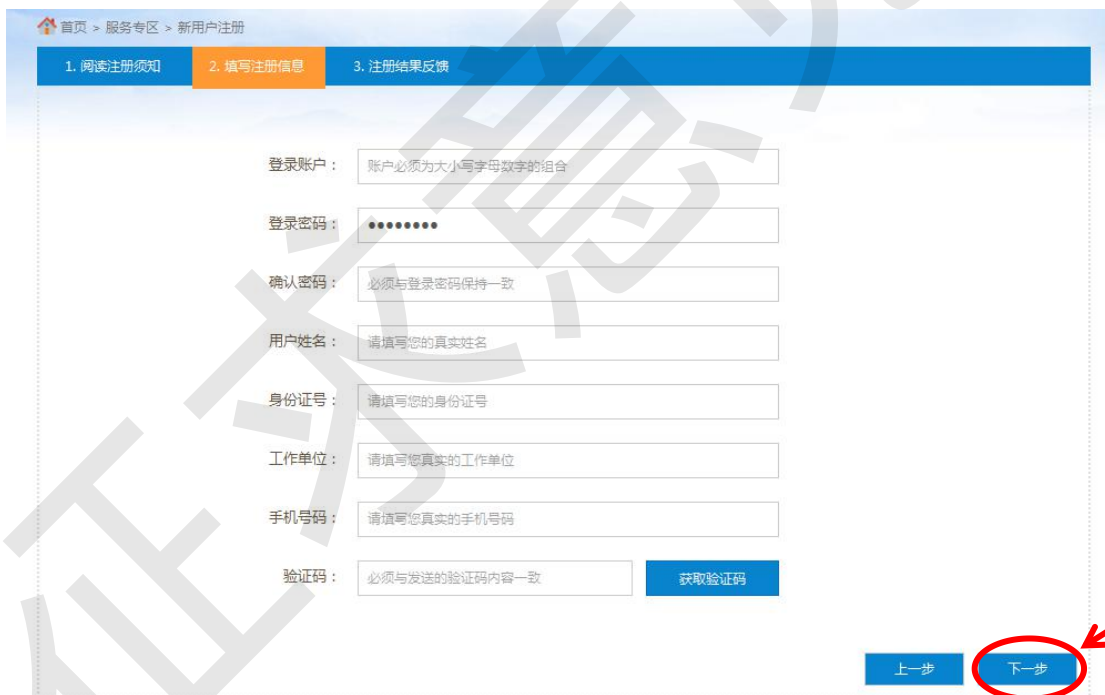 首页 > 服务专区 > 新用户注册
1. 阅读注册须知 2. 填写注册信息 3. 注册结果反馈
登录账户： 账户必须为大小写字母数字的组合
登录密码： ●●●●●●●●
确认密码： 必须与登录密码保持一致
用户姓名： 请填写您的真实姓名
身份证号： 请填写您的身份证号
工作单位： 请填写您真实的工作单位
手机号码： 请填写您真实的手机号码
验证码： 必须与发送的验证码内容一致 获取验证码
上一步 下一步
征求意见